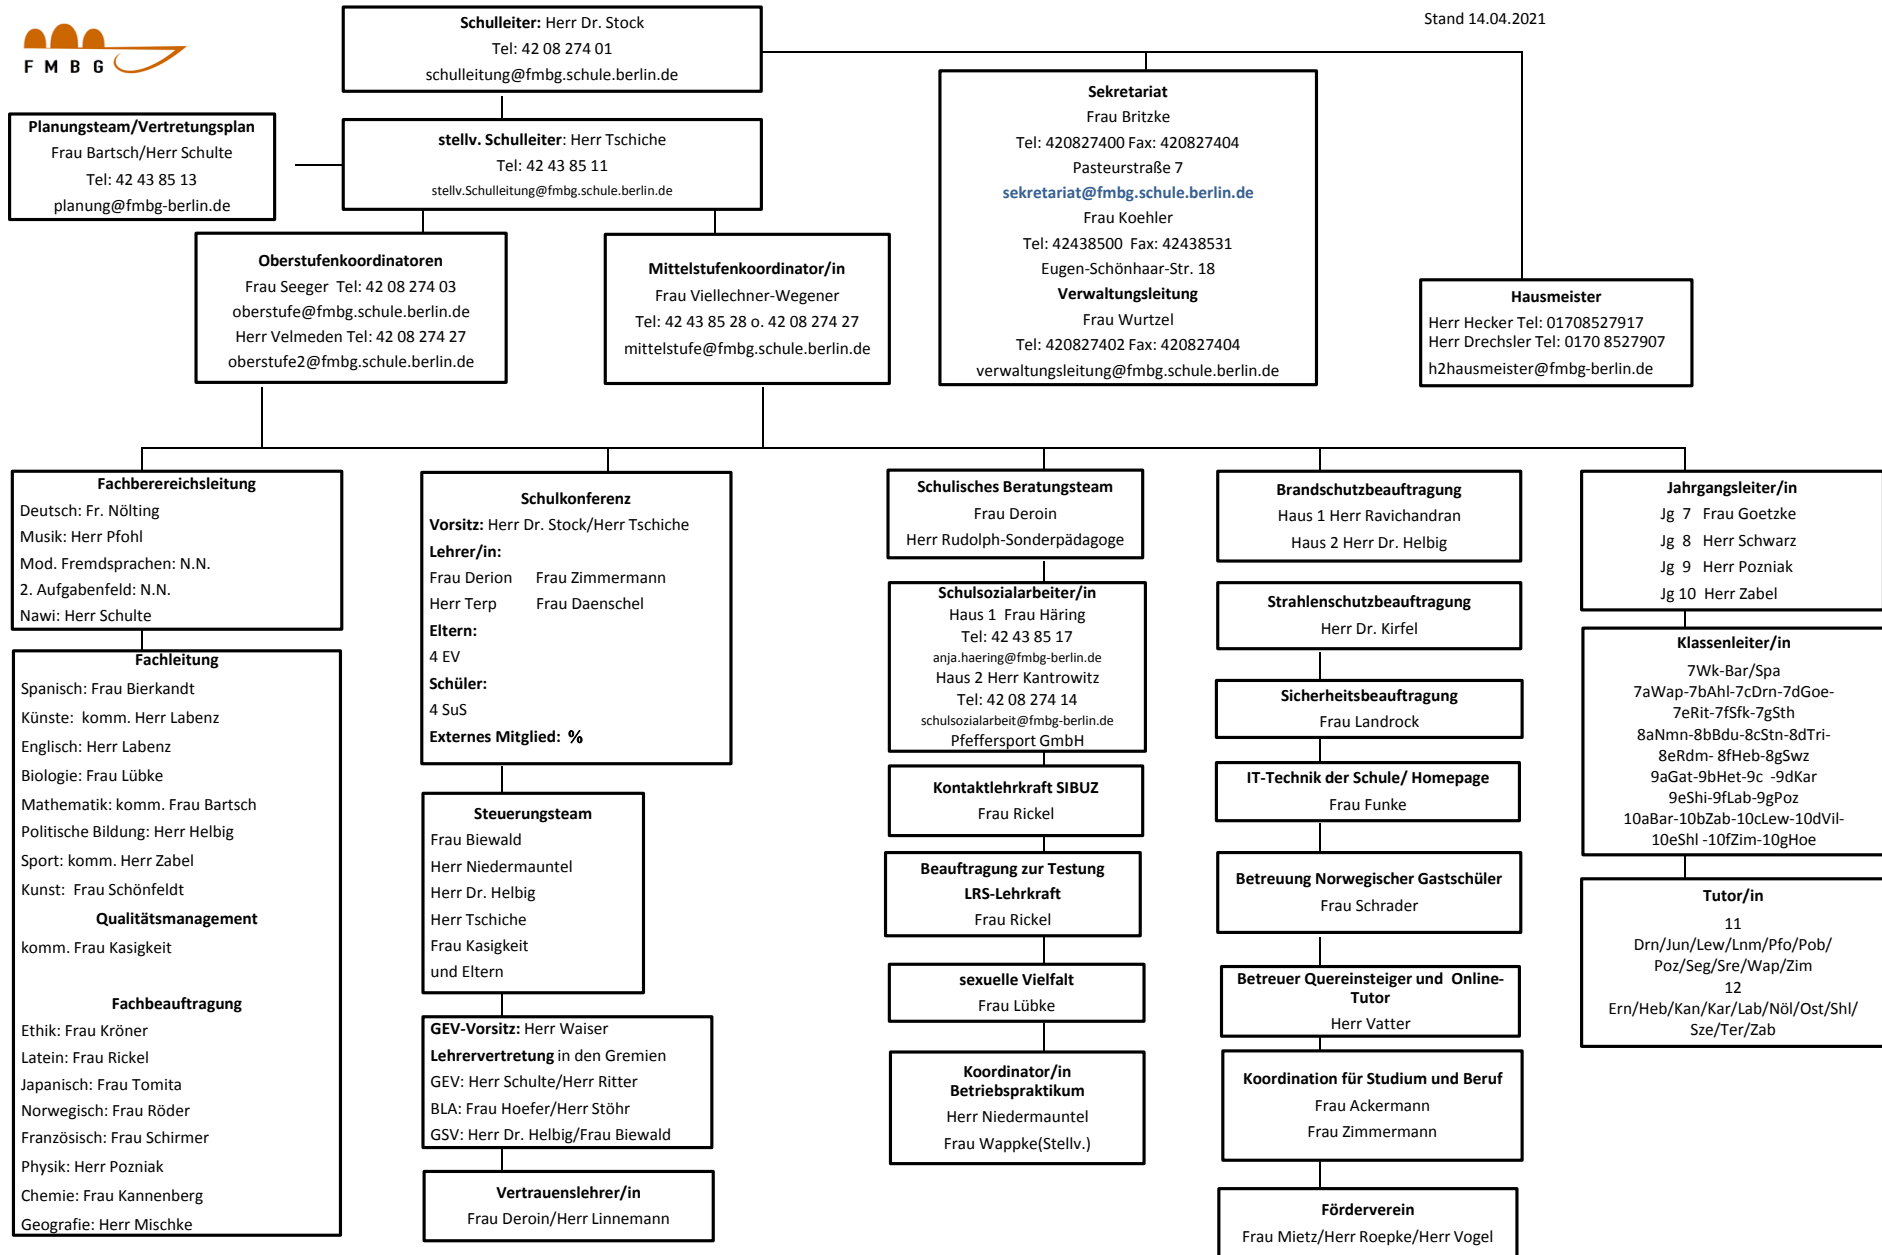 FMBG
Stand 14.04.2021
Schulleiter: Herr Dr. Stock
Tel: 42 08 274 01
schulleitung@fmbg.schule.berlin.de
Planungsteam/Vertretungsplan
Frau Bartsch/Herr Schulte
Tel: 42 43 85 13
planung@fmbg-berlin.de
stellv. Schulleiter: Herr Tschiche
Tel: 42 43 85 11
stellv.Schulleitung@fmbg.schule.berlin.de
Sekretariat
Frau Britzke
Tel: 420827400 Fax: 420827404
Pasteurstraße 7
sekretariat@fmbg.schule.berlin.de
Frau Koehler
Tel: 42438500 Fax: 42438531
Eugen-Schönhaar-Str. 18
Verwaltungsleitung
Frau Wurtzel
Tel: 420827402 Fax: 420827404
verwaltungsleitung@fmbg.schule.berlin.de
Oberstufenkoordinatoren
Frau Seeger Tel: 42 08 274 03
oberstufe@fmbg.schule.berlin.de
Herr Velmeden Tel: 42 08 274 27
oberstufe2@fmbg.schule.berlin.de
Mittelstufenkoordinator/in
Frau Viellechner-Wegener
Tel: 42 43 85 28 o. 42 08 274 27
mittelstufe@fmbg.schule.berlin.de
Hausmeister
Herr Hecker Tel: 01708527917
Herr Drechsler Tel: 0170 8527907
h2hausmeister@fmbg-berlin.de
Fachberereichsleitung
Deutsch: Fr. Nölting
Musik: Herr Pfohl
Mod. Fremdsprachen: N.N.
2. Aufgabenfeld: N.N.
Nawi: Herr Schulte
Fachleitung
Spanisch: Frau Bierkandt
Künste: komm. Herr Labenz
Englisch: Herr Labenz
Biologie: Frau Lübke
Mathematik: komm. Frau Bartsch
Politische Bildung: Herr Helbig
Sport: komm. Herr Zabel
Kunst: Frau Schönfeldt
Qualitätsmanagement
komm. Frau Kasigkeit
Fachbeauftragung
Ethik: Frau Kröner
Latein: Frau Rickel
Japanisch: Frau Tomita
Norwegisch: Frau Röder
Französisch: Frau Schirmer
Physik: Herr Pozniak
Chemie: Frau Kannenberg
Geografie: Herr Mischke
Schulkonferenz
Vorsitz: Herr Dr. Stock/Herr Tschiche
Lehrer/in:
Frau Derion Frau Zimmermann
Herr Terp Frau Daenschel
Eltern:
4 EV
Schüler:
4 SuS
Externes Mitglied: %
Steuerungsteam
Frau Biewald
Herr Niedermauntel
Herr Dr. Helbig
Herr Tschiche
Frau Kasigkeit
und Eltern
GEV-Vorsitz: Herr Waiser
Lehrervertretung in den Gremien
GEV: Herr Schulte/Herr Ritter
BLA: Frau Hoefer/Herr Stöhr
GSV: Herr Dr. Helbig/Frau Biewald
Vertrauenslehrer/in
Frau Deroin/Herr Linnemann
Schulisches Beratungsteam
Frau Deroin
Herr Rudolph-Sonderpädagoge
Schulsozialarbeiter/in
Haus 1 Frau Häring
Tel: 42 43 85 17
anja.haering@fmbg-berlin.de
Haus 2 Herr Kantrowitz
Tel: 42 08 274 14
schulsozialarbeit@fmbg-berlin.de
Pfeffersport GmbH
Kontaktlehrkraft SIBUZ
Frau Rickel
Beauftragung zur Testung
LRS-Lehrkraft
Frau Rickel
sexuelle Vielfalt
Frau Lübke
Koordinator/in
Betriebspraktikum
Herr Niedermauntel
Frau Wappke(Stellv.)
Brandschutzbeauftragung
Haus 1 Herr Ravichandran
Haus 2 Herr Dr. Helbig
Strahlenschutzbeauftragung
Herr Dr. Kirfel
Sicherheitsbeauftragung
Frau Landrock
IT-Technik der Schule/ Homepage
Frau Funke
Betreuung Norwegischer Gastschüler
Frau Schrader
Betreuer Quereinsteiger und Online-
Tutor
Herr Vatter
Koordination für Studium und Beruf
Frau Ackermann
Frau Zimmermann
Förderverein
Frau Mietz/Herr Roepke/Herr Vogel
Jahrgangsleiter/in
Jg 7 Frau Goetzke
Jg 8 Herr Schwarz
Jg 9 Herr Pozniak
Jg 10 Herr Zabel
Klassenleiter/in
7Wk-Bar/Spa
7aWap-7bAhl-7cDrn-7dGoe-
7eRit-7fSfk-7gSth
8aNmn-8bBdu-8cStn-8dTri-
8eRdm- 8fHeb-8gSwz
9aGat-9bHet-9c -9dKar
9eShi-9fLab-9gPoz
10aBar-10bZab-10cLew-10dVil-
10eShl -10fZim-10gHoe
Tutor/in
11
Drn/Jun/Lew/Lnm/Pfo/Pob/
Poz/Seg/Sre/Wap/Zim
12
Ern/Heb/Kan/Kar/Lab/Nöl/Ost/Shl/
Sze/Ter/Zab